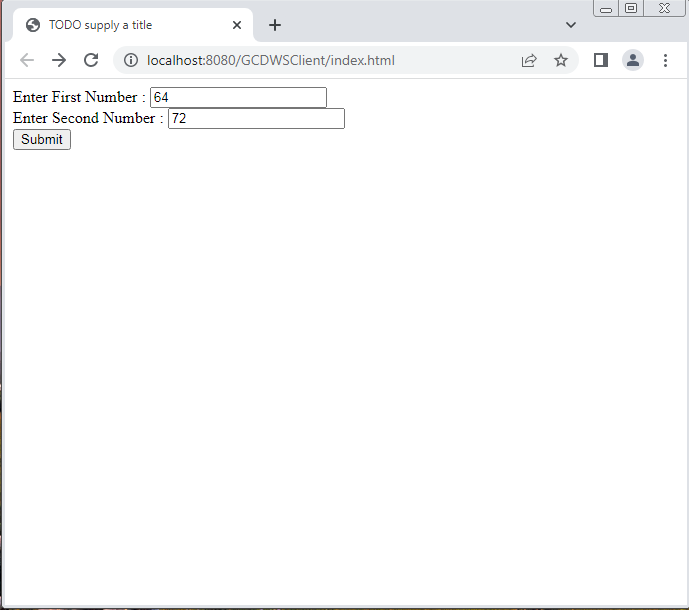 TODO supply a title
localhost:8080/GCDWSClient/index.html
Enter First Number : 64
Enter Second Number : 72
Submit